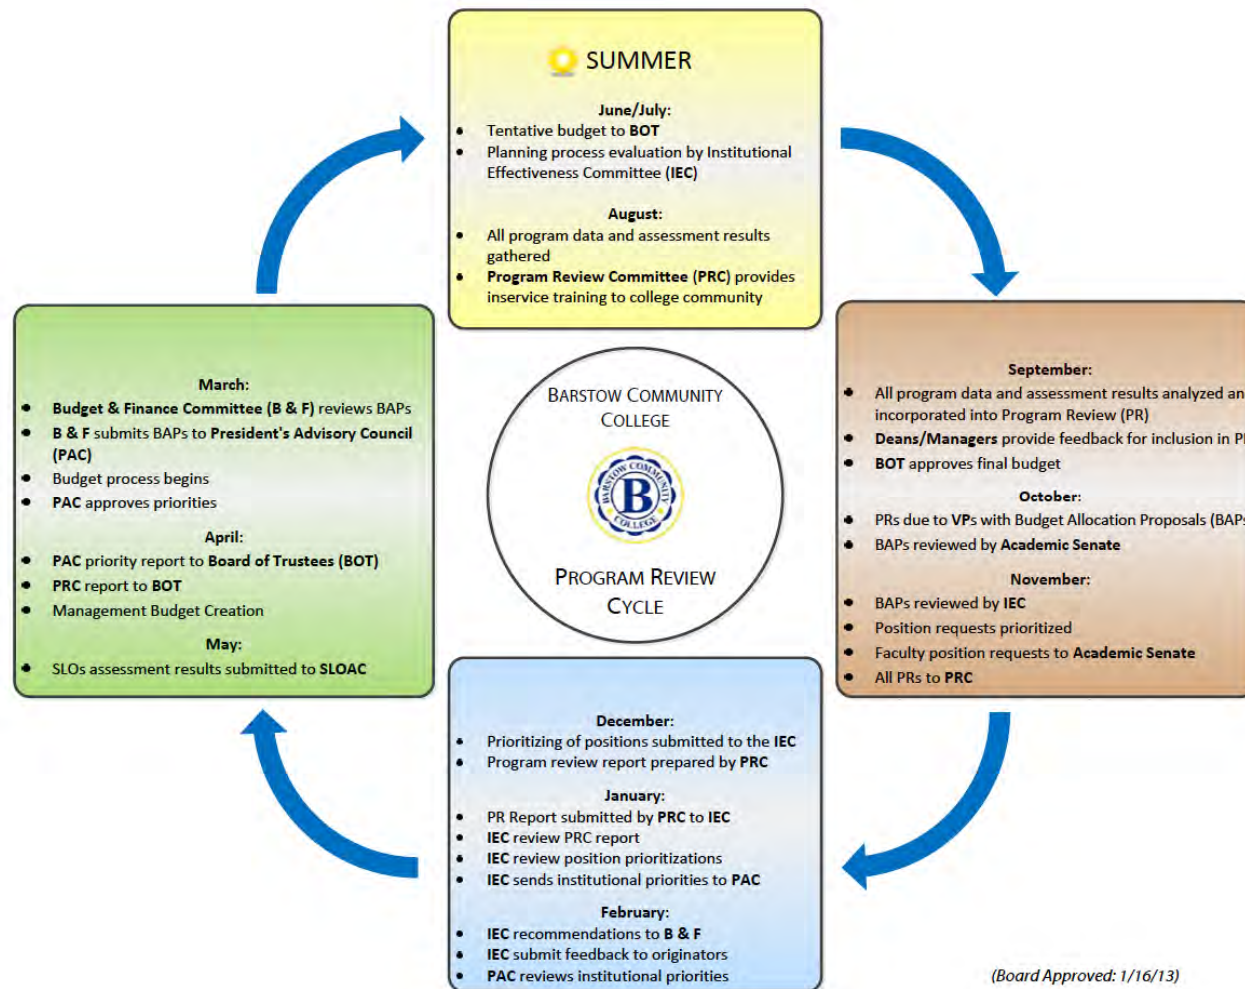 SUMMER
June/July:
• Tentative budget to BOT
• Planning process evaluation by Institutional
Effectiveness Committee (IEC)
August:
• All program data and assessment results
gathered
• Program Review Committee (PRC) provides
inservice training to college community
September:
• All program data and assessment results analyzed an
incorporated into Program Review (PR)
• Deans/Managers provide feedback for inclusion in P
• BOT approves final budget
October:
• PRs due to VPs with Budget Allocation Proposals (BAPs
• BAPs reviewed by Academic Senate
November:
• BAPs reviewed by IEC
• Position requests prioritized
• Faculty position requests to Academic Senate
• All PRs to PRC
December:
• Prioritizing of positions submitted to the IEC
• Program review report prepared by PRC
January:
• PR Report submitted by PRC to IEC
• IEC review PRC report
• IEC review position prioritizations
• IEC sends institutional priorities to PAC
February:
• IEC recommendations to B & F
• IEC submit feedback to originators
• PAC reviews institutional priorities
March:
• Budget & Finance Committee (B & F) reviews BAPs
• B & F submits BAPs to President's Advisory Council
(PAC)
• Budget process begins
• PAC approves priorities
April:
• PAC priority report to Board of Trustees (BOT)
• PRC report to BOT
• Management Budget Creation
May:
• SLOs assessment results submitted to SLOAC
BARSTOW COMMUNITY
COLLEGE
BARSTOW COMMUNITY
B
COLLEGE
PROGRAM REVIEW
CYCLE
(Board Approved: 1/16/13)